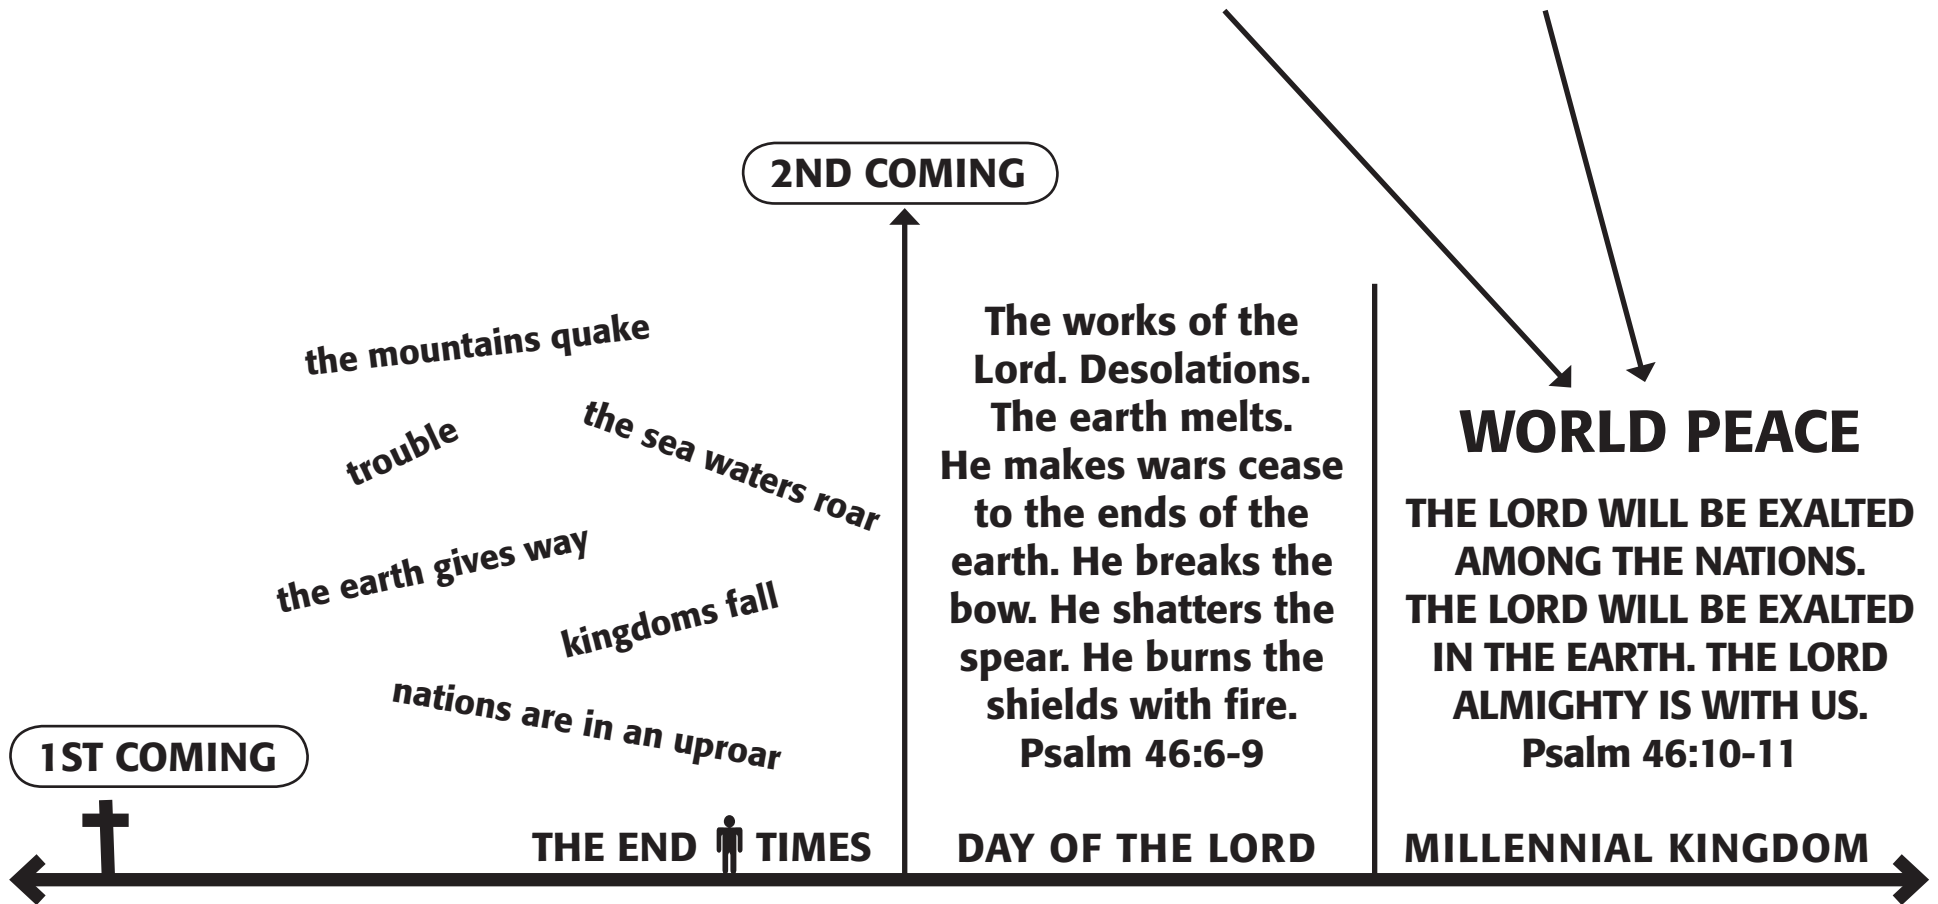 2ND COMING
the mountains quake
trouble
the sea waters roar
the earth gives way
kingdoms fall
nations are in an uproar
1ST COMING
THE END TIMES
The works of the
Lord. Desolations.
The earth melts.
He makes wars cease
to the ends of the
earth. He breaks the
bow. He shatters the
spear. He burns the
shields with fire.
Psalm 46:6-9
DAY OF THE LORD
WORLD PEACE
THE LORD WILL BE EXALTED
AMONG THE NATIONS.
THE LORD WILL BE EXALTED
IN THE EARTH. THE LORD
ALMIGHTY IS WITH US.
Psalm 46:10-11
MILLENNIAL KINGDOM